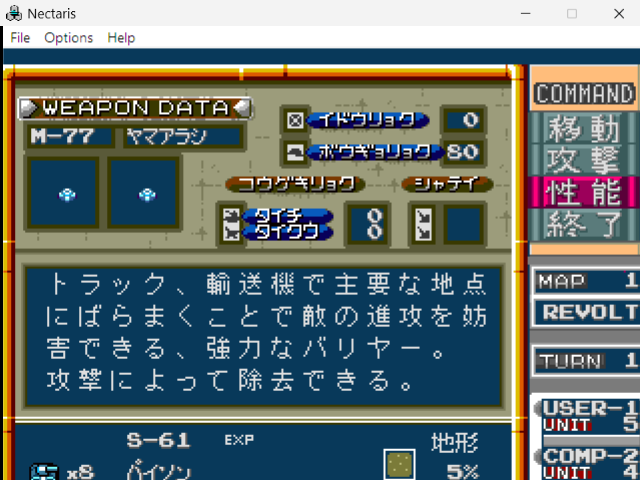 Nectaris
File Options Help
WEAPON DATA
M-77 ヤマアラシ
イドウリョク 0
ボウギョリョク 80
コウゲキリョク シャテイ
タイチ 0
タイクウ 0
トラック、輸送機で主要な地点
にばらまくことで敵の進攻を妨
害できる、強力なバリヤー。
攻撃によって除去できる。
S-61 EXP 地形
x8 バイソン 5%
COMMAND
移動
攻撃
性能
終了
MAP 1
REVOLT
TURN 1
USER-1
UNIT 5
COMP-2
UNIT 4